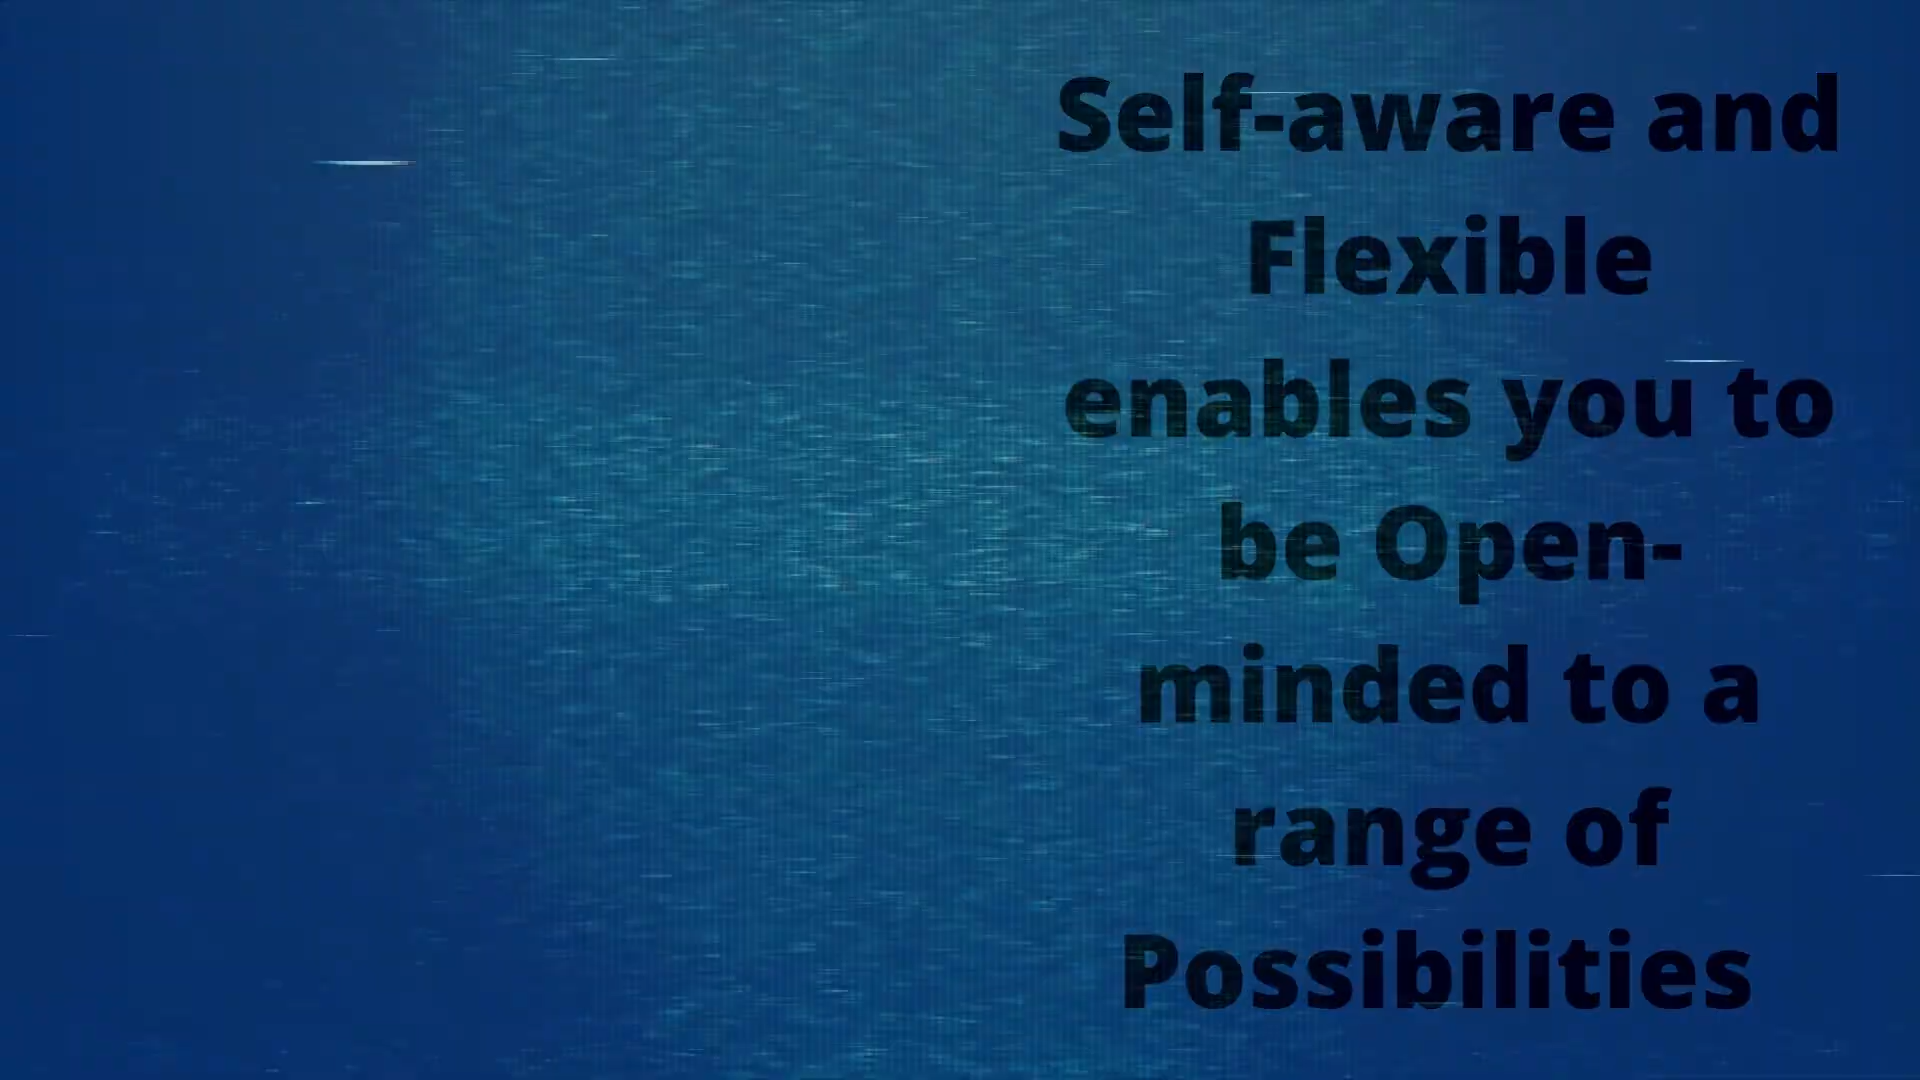 Self-aware and
Flexible
enables you to
be Open-
minded to a
range of
Possibilities